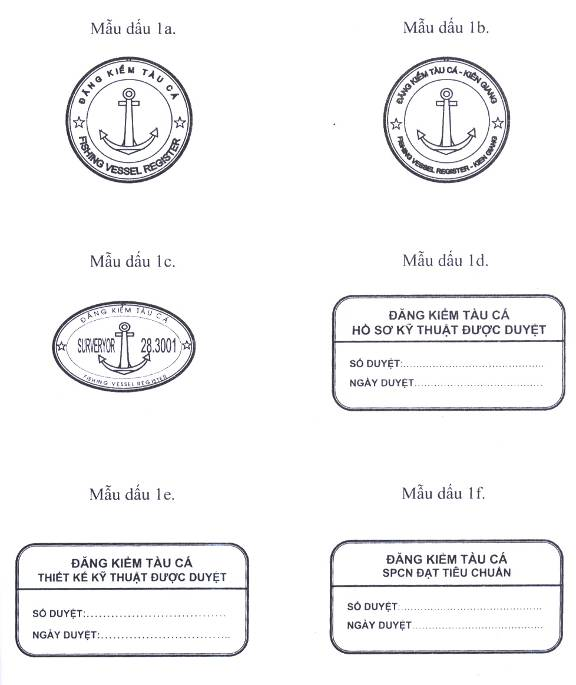 Mẫu dấu 1a.
Mẫu dấu 1b.
ĐĂNG KIỂM TÀU CÁ
FISHING VESSEL REGISTER
ĐĂNG KIỂM TÀU CÁ - KIÊN GIANG
FISHING VESSEL REGISTER - KIEN GIANG
Mẫu dấu 1c.
Mẫu dấu 1d.
ĐĂNG KIỂM TÀU CÁ
SURVERYOR 28.3001
FISHING VESSEL REGISTER
ĐĂNG KIỂM TÀU CÁ
HỒ SƠ KỸ THUẬT ĐƯỢC DUYỆT
SỐ DUYỆT:
NGÀY DUYỆT
Mẫu dấu 1e.
Mẫu dấu 1f.
ĐĂNG KIỂM TÀU CÁ
THIẾT KẾ KỸ THUẬT ĐƯỢC DUYỆT
SỐ DUYỆT:
NGÀY DUYỆT:
ĐĂNG KIỂM TÀU CÁ
SPCN ĐẠT TIÊU CHUẨN
SỐ DUYỆT:
NGÀY DUYỆT